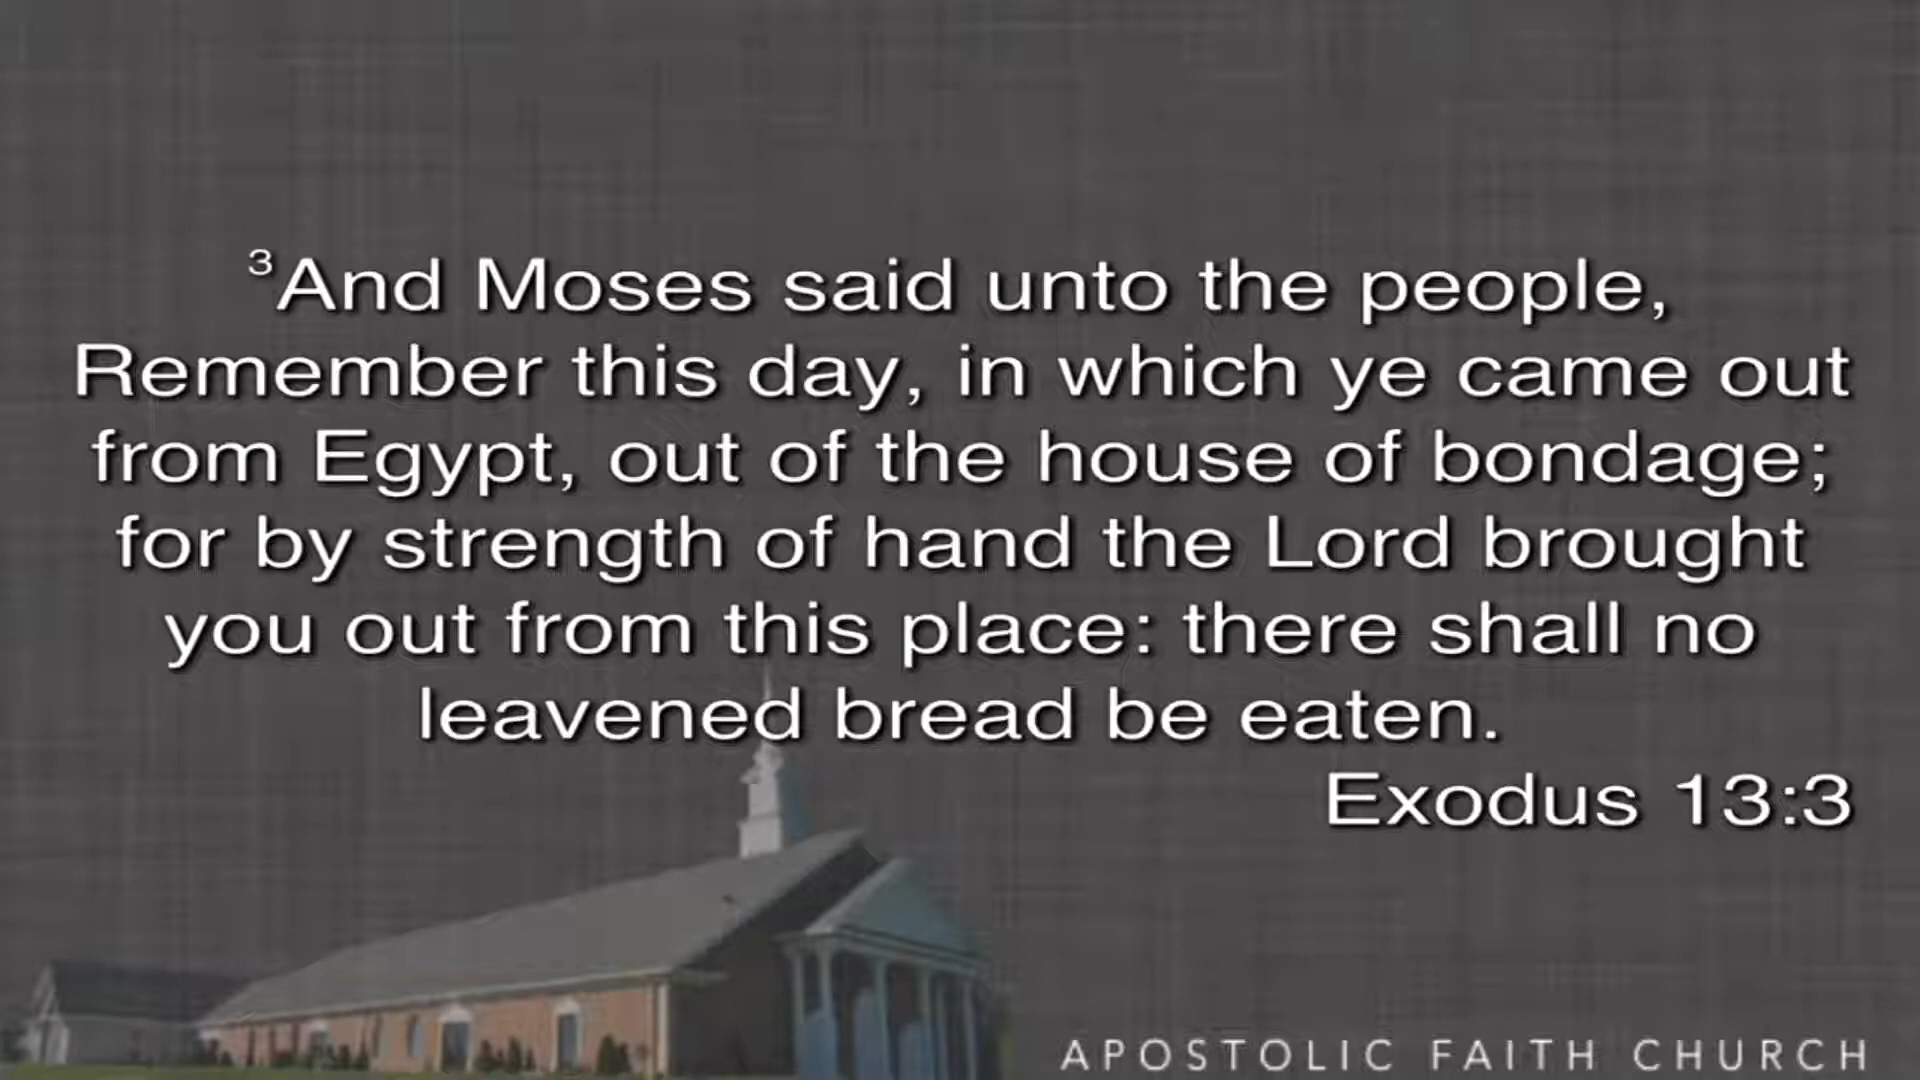 ³And Moses said unto the people,
Remember this day, in which ye came out
from Egypt, out of the house of bondage;
for by strength of hand the Lord brought
you out from this place: there shall no
leavened bread be eaten.
Exodus 13:3
APOSTOLIC FAITH CHURCH